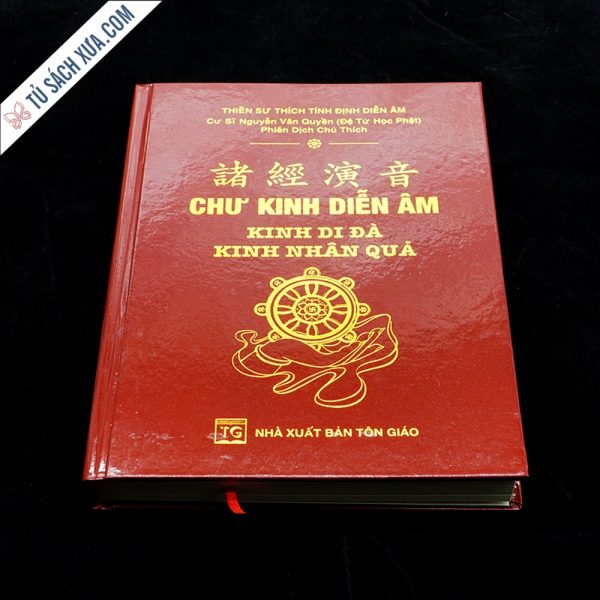 TỦ SÁCH XƯA.COM
THIỀN SƯ THÍCH TÍNH ĐỊNH DIỄN ÂM
Cư Sĩ Nguyễn Văn Quyền (Đệ Tử Học Phật)
Phiên Dịch Chú Thích
諸經演音
CHƯ KINH DIỄN ÂM
KINH DI ĐÀ
KINH NHÂN QUẢ
TG NHÀ XUẤT BẢN TÔN GIÁO